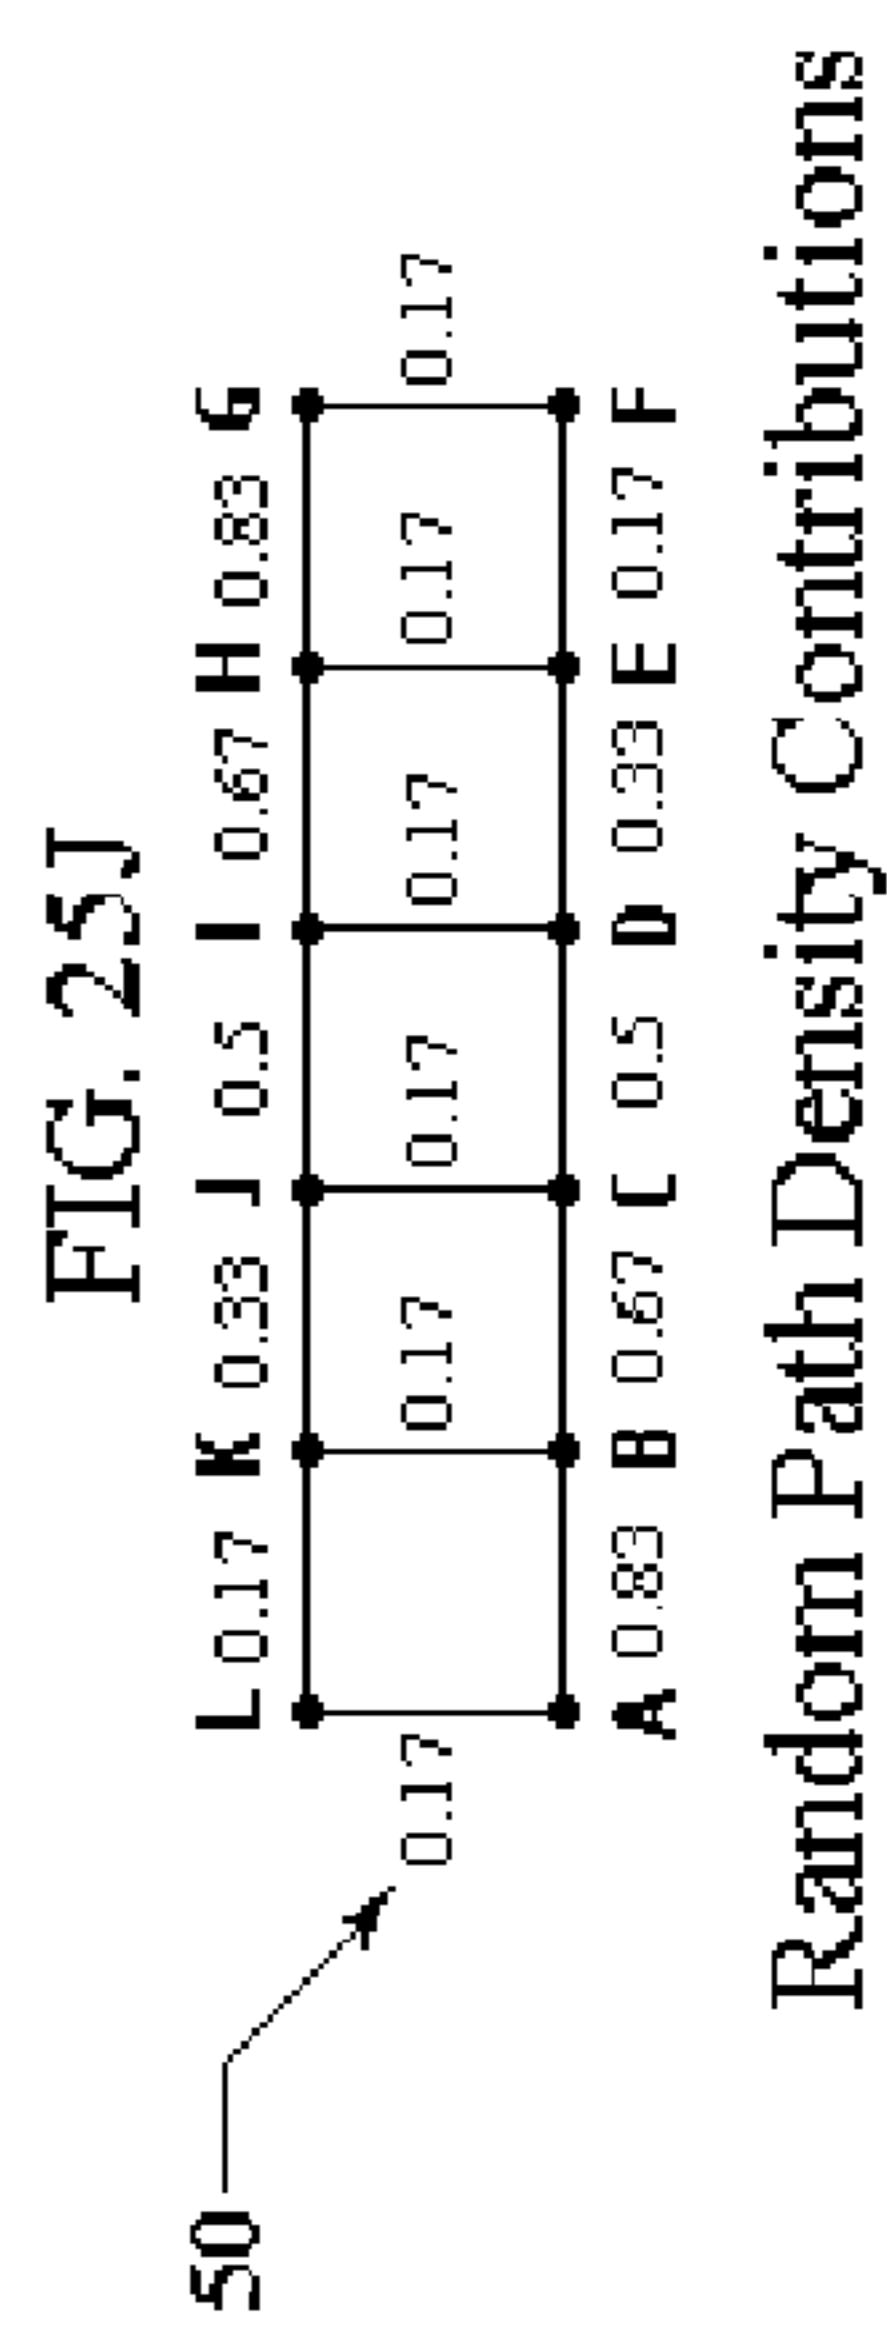 FIG. 25J
50
L 0.17 K 0.33 J 0.5 I 0.67 H 0.83 G
0.17 0.17 0.17 0.17 0.17 0.17
A 0.83 B 0.67 C 0.5 D 0.33 E 0.17 F
Random Path Density Contributions